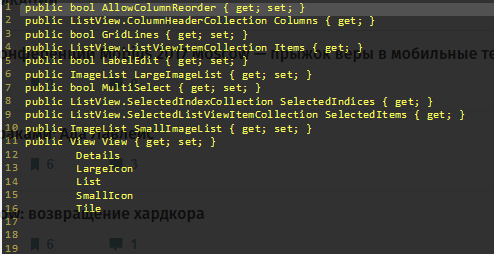 1 public bool AllowColumnReorder { get; set; }
2 public ListView.ColumnHeaderCollection Columns { get; }
3 public bool GridLines { get; set; }
4 public ListView.ListViewItemCollection Items { get; }
5 public bool LabelEdit { get; set; }
6 public ImageList LargeImageList { get; set; }
7 public bool MultiSelect { get; set; }
8 public ListView.SelectedIndexCollection SelectedIndices { get; }
9 public ListView.SelectedListViewItemCollection SelectedItems { get; }
10 public ImageList SmallImageList { get; set; }
11 public View View { get; set; }
12 Details
13 LargeIcon
14 List
15 SmallIcon
16 Tile
17
18
19
прыжок веры в мобильные те
3
возвращение хардкора
6 1